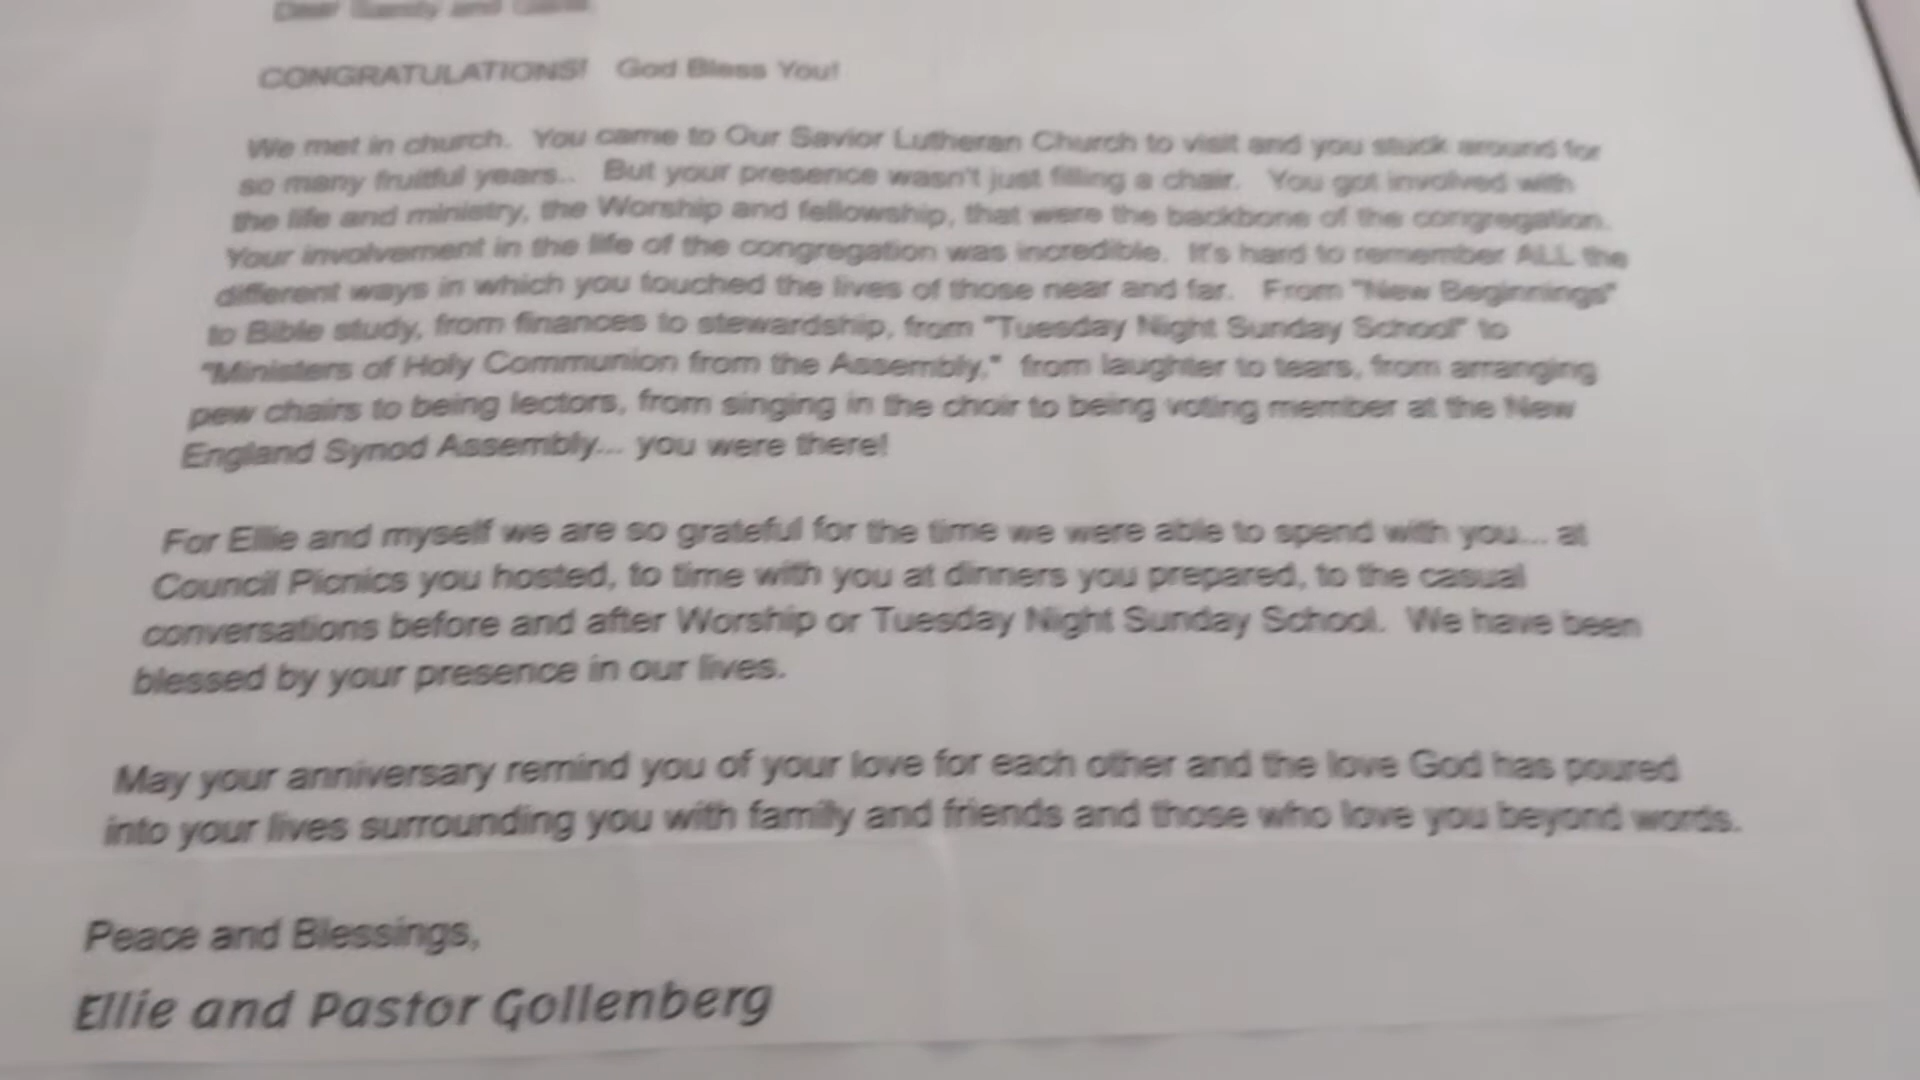 Dear Sandy and
CONGRATULATIONS! God Bless You!
We met in church. You came to Our Savior Lutheran Church to visit and you stuck around for
so many fruitful years.. But your presence wasn't just filling a chair. You got involved with
the life and ministry, the Worship and fellowship, that were the backbone of the congregation.
Your involvement in the life of the congregation was incredible. It's hard to remember ALL the
different ways in which you touched the lives of those near and far. From "New Beginnings"
to Bible study, from finances to stewardship, from "Tuesday Night Sunday School" to
"Ministers of Holy Communion from the Assembly," from laughter to tears, from arranging
pew chairs to being lectors, from singing in the choir to being voting member at the New
England Synod Assembly... you were there!
For Ellie and myself we are so grateful for the time we were able to spend with you... at
Council Picnics you hosted, to time with you at dinners you prepared, to the casual
conversations before and after Worship or Tuesday Night Sunday School. We have been
blessed by your presence in our lives.
May your anniversary remind you of your love for each other and the love God has poured
into your lives surrounding you with family and friends and those who love you beyond words.
Peace and Blessings,
Ellie and Pastor Gollenberg